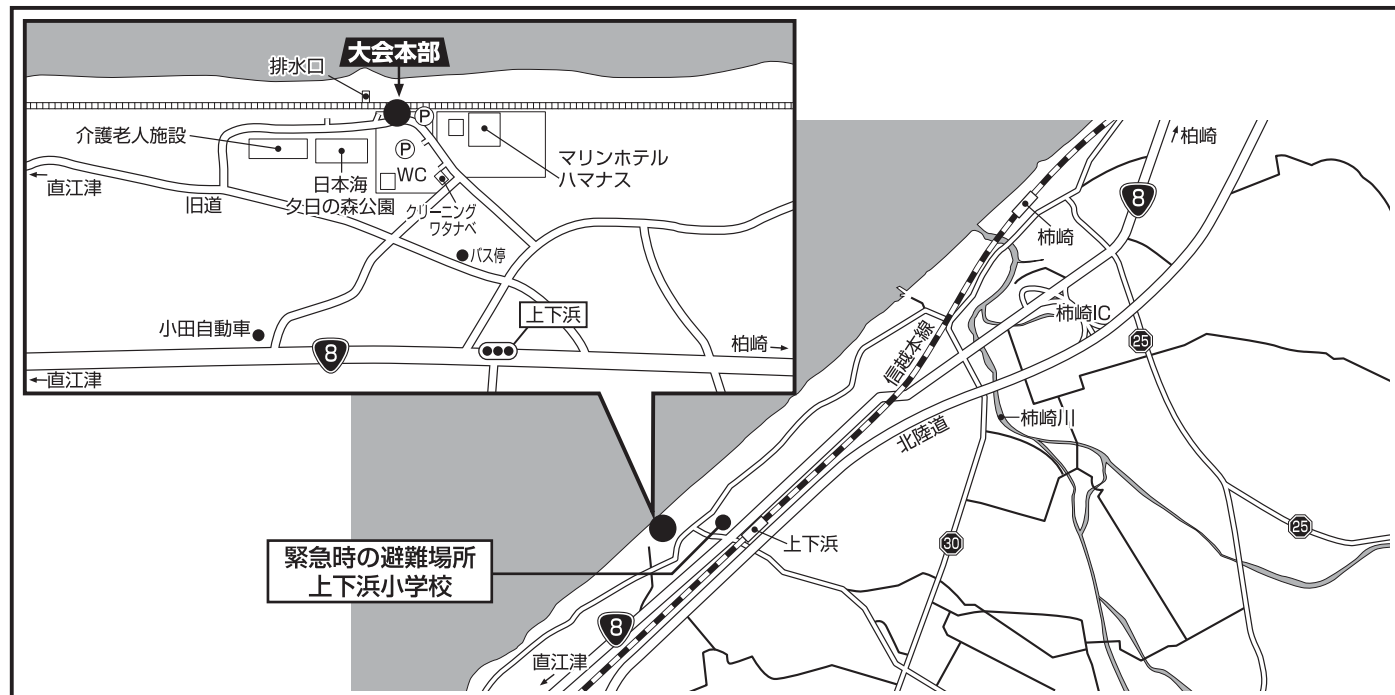 大会本部
排水口
P
介護老人施設
P
マリンホテル
ハマナス
WC
←直江津
日本海
夕日の森公園
旧道
クリーニング
ワタナベ
バス停
上下浜
小田自動車
8
柏崎→
←直江津
柏崎
8
柿崎
柿崎IC
信越本線
25
柿崎川
北陸道
25
30
上下浜
緊急時の避難場所
上下浜小学校
8
直江津